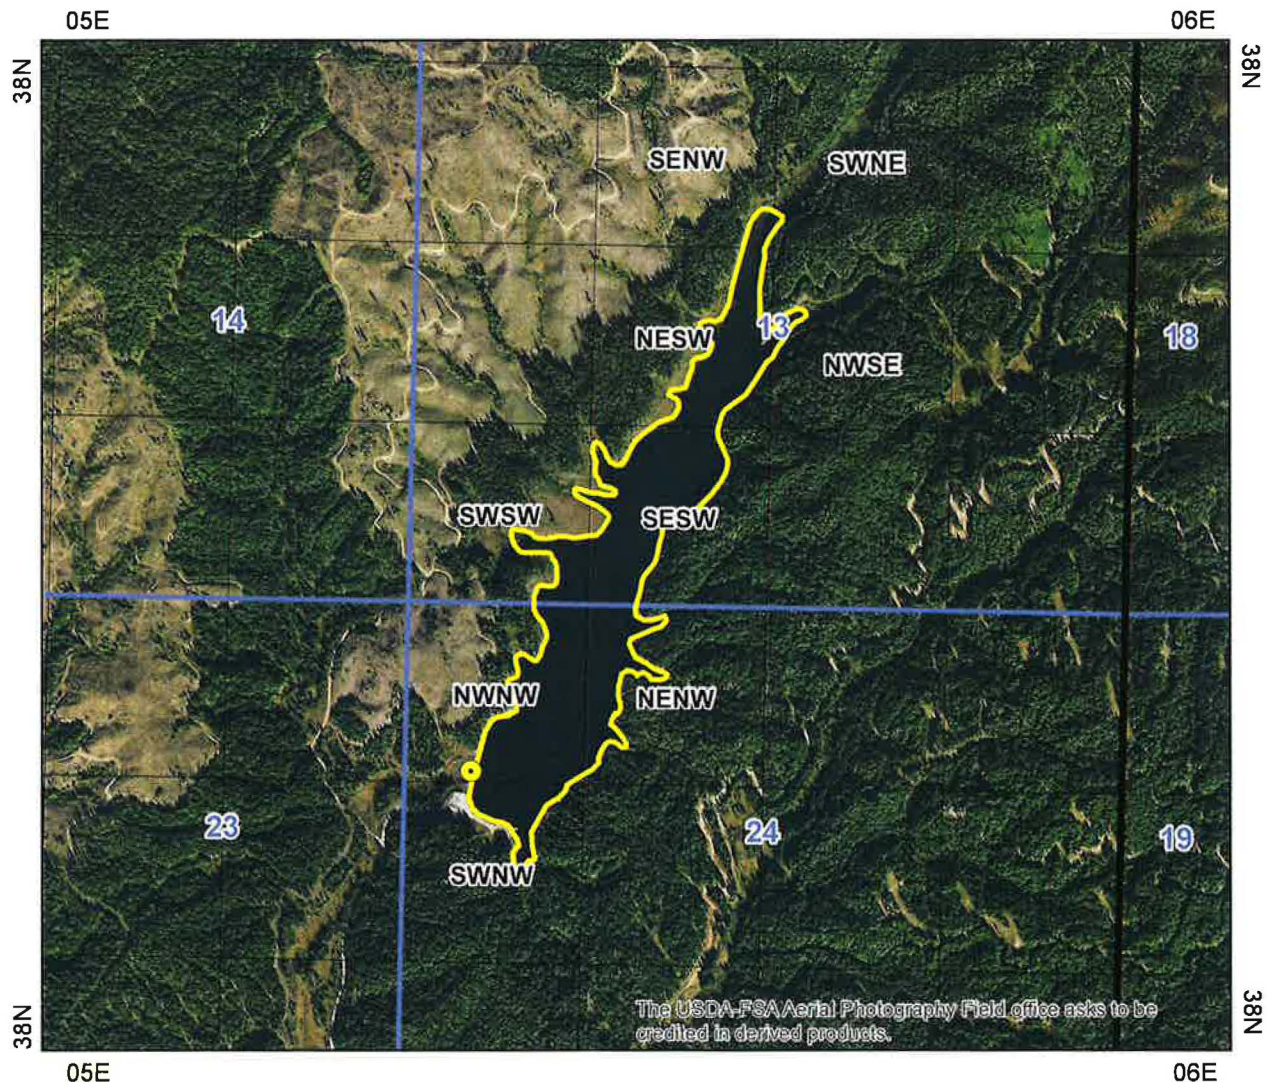 05E
06E
38N
38N
SENW
SWNE
14
13
18
NESW
NWSE
SWSW
SESW
NWNW
NENW
23
24
19
SWNW
The USDA-FSA Aerial Photography Field office asks to be
credited in derived products.
38N
38N
05E
06E